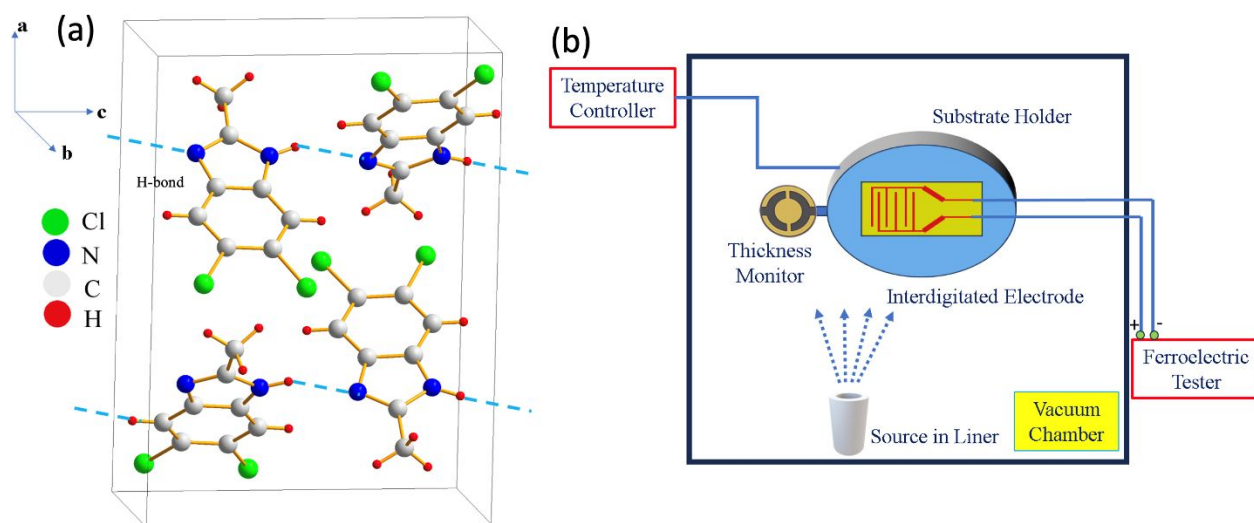 (a)
a
c
b
H-bond
Cl
N
C
H
(b)
Temperature
Controller
Substrate Holder
Thickness
Monitor
Interdigitated Electrode
+ -
Ferroelectric
Tester
Vacuum
Chamber
Source in Liner